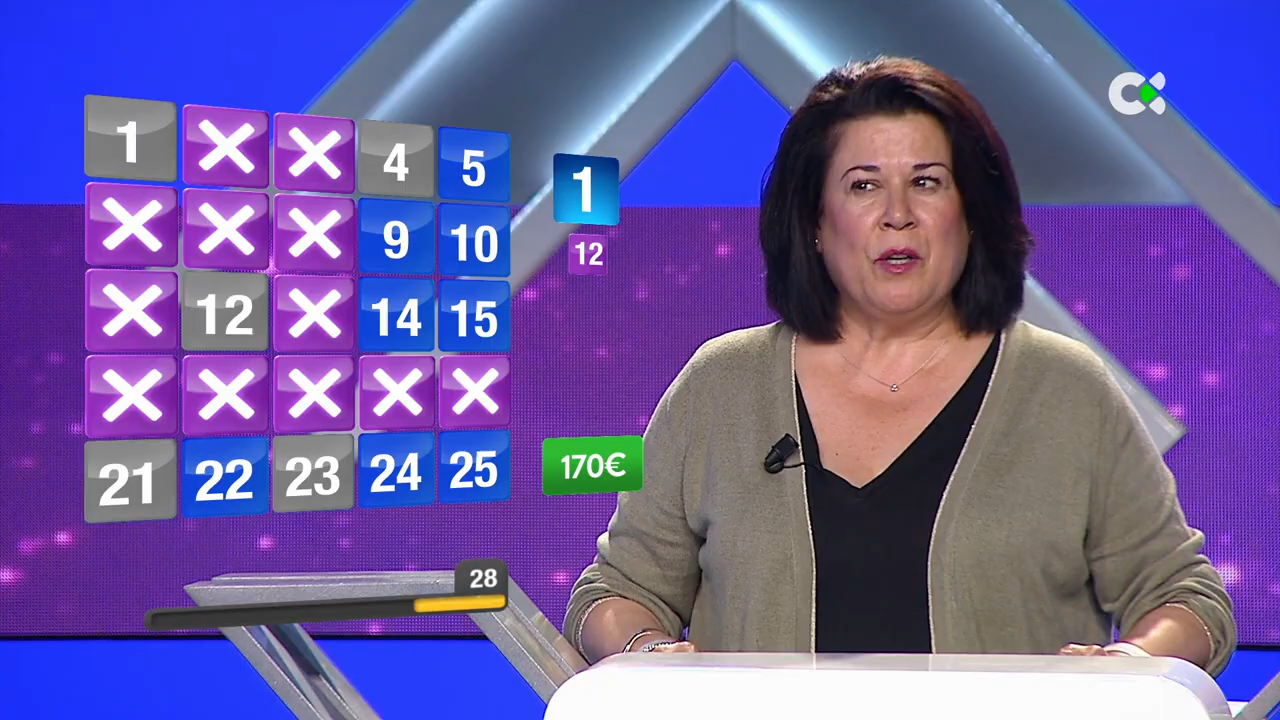 1 X X 4 5
X X X 9 10
X 12 X 14 15
X X X X X
21 22 23 24 25
1
12
170€
28
C